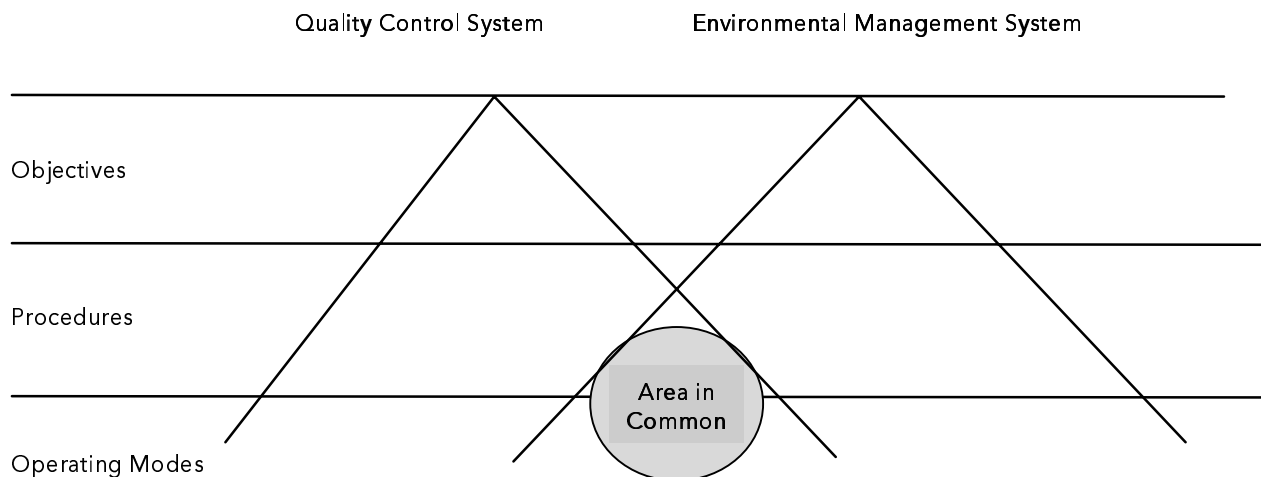 Quality Control System
Environmental Management System
Objectives
Procedures
Area in
Common
Operating Modes